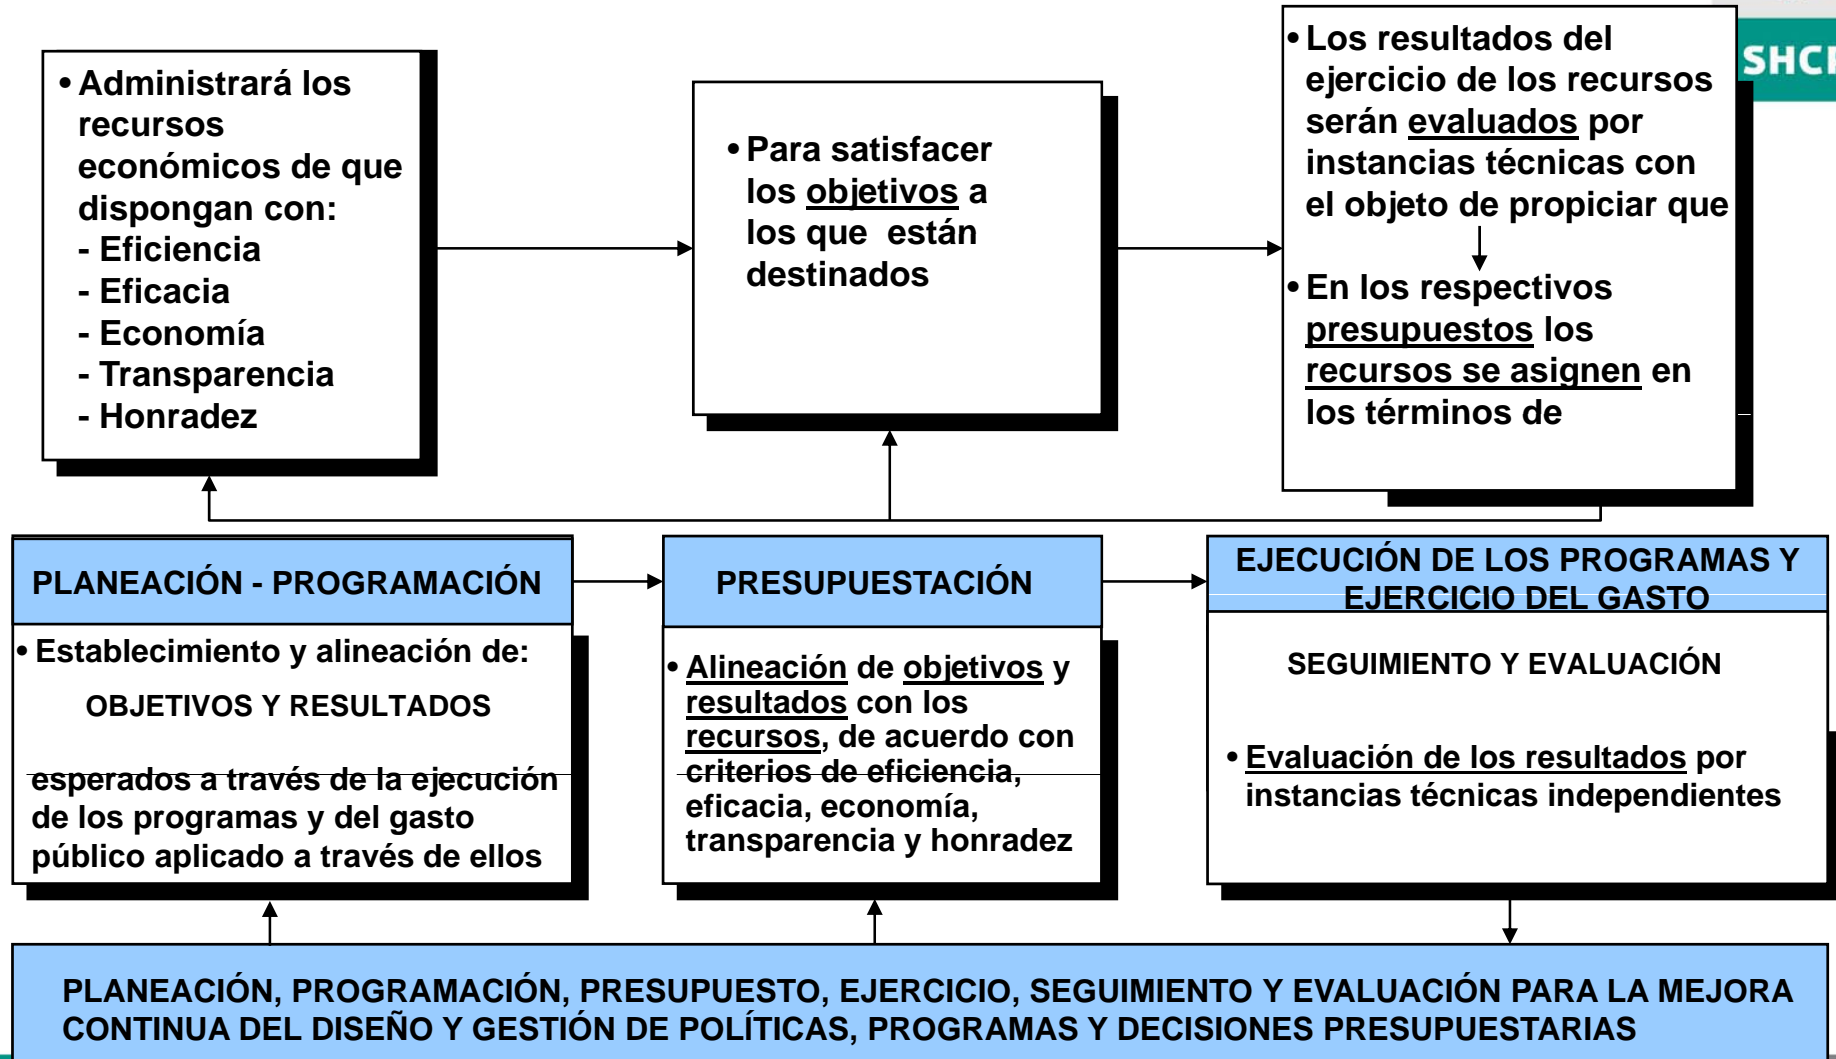 • Administrará los
recursos
económicos de que
dispongan con:
- Eficiencia
- Eficacia
- Economía
- Transparencia
- Honradez
• Para satisfacer
los objetivos a
los que están
destinados
• Los resultados del
ejercicio de los recursos
serán evaluados por
instancias técnicas con
el objeto de propiciar que
• En los respectivos
presupuestos los
recursos se asignen en
los términos de
SHCP
PLANEACIÓN - PROGRAMACIÓN
• Establecimiento y alineación de:
OBJETIVOS Y RESULTADOS
esperados a través de la ejecución
de los programas y del gasto
público aplicado a través de ellos
PRESUPUESTACIÓN
• Alineación de objetivos y
resultados con los
recursos, de acuerdo con
criterios de eficiencia,
eficacia, economía,
transparencia y honradez
EJECUCIÓN DE LOS PROGRAMAS Y
EJERCICIO DEL GASTO
SEGUIMIENTO Y EVALUACIÓN
• Evaluación de los resultados por
instancias técnicas independientes
PLANEACIÓN, PROGRAMACIÓN, PRESUPUESTO, EJERCICIO, SEGUIMIENTO Y EVALUACIÓN PARA LA MEJORA
CONTINUA DEL DISEÑO Y GESTIÓN DE POLÍTICAS, PROGRAMAS Y DECISIONES PRESUPUESTARIAS